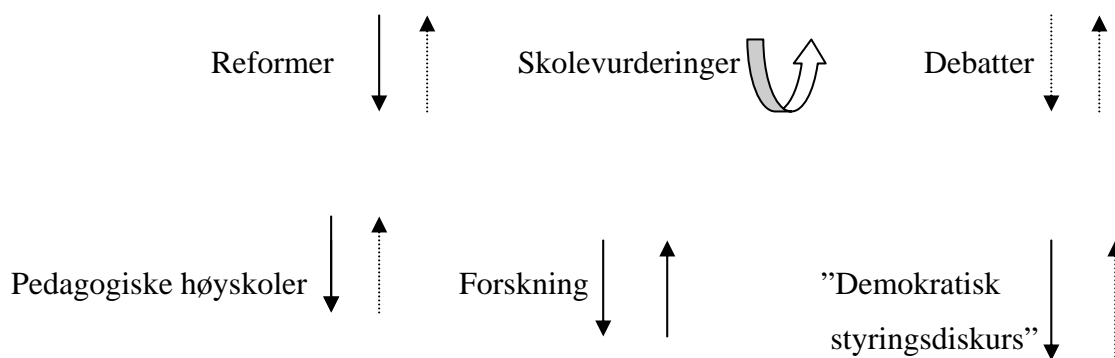 Reformer
Skolevurderinger
Debatter
Pedagogiske høyskoler
Forskning
”Demokratisk
styringsdiskurs”